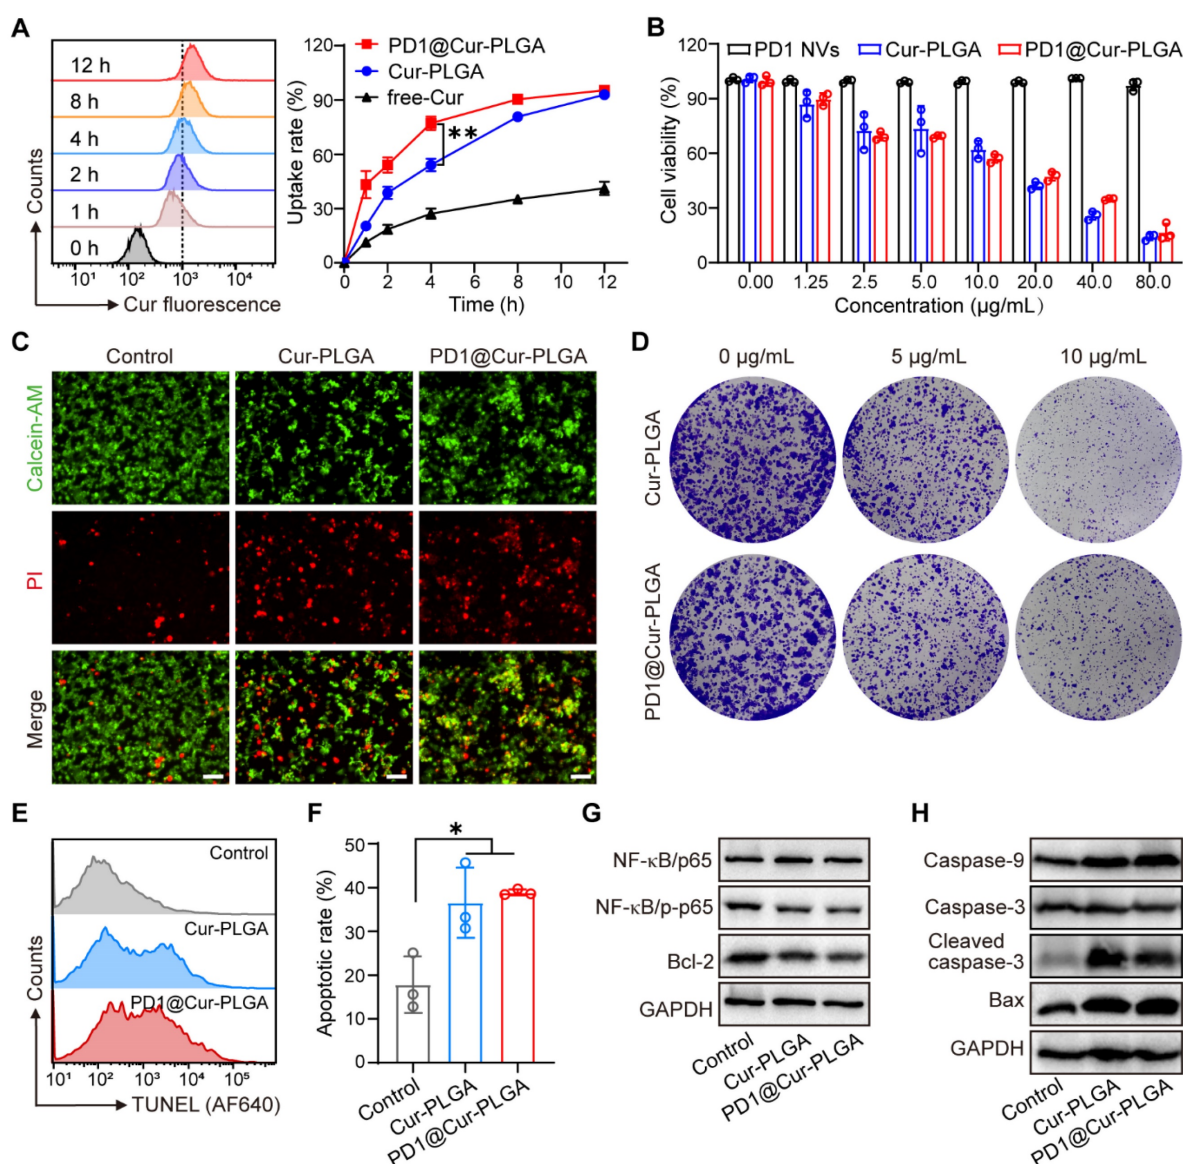 A
12 h
8 h
4 h
2 h
1 h
0 h
Counts
10¹ 10² 10³ 10⁴
Cur fluorescence
120
90
60
30
0
Uptake rate (%)
PD1@Cur-PLGA
Cur-PLGA
free-Cur
**
0 2 4 6 8 10 12
Time (h)
B
PD1 NVs Cur-PLGA PD1@Cur-PLGA
120
90
60
30
0
Cell viability (%)
0.00 1.25 2.5 5.0 10.0 20.0 40.0 80.0
Concentration (μg/mL)
C
Control Cur-PLGA PD1@Cur-PLGA
Calcein-AM
PI
Merge
D
0 μg/mL 5 μg/mL 10 μg/mL
Cur-PLGA
PD1@Cur-PLGA
E
Control
Cur-PLGA
PD1@Cur-PLGA
Counts
10¹ 10² 10³ 10⁴ 10⁵
TUNEL (AF640)
F
50
40
30
20
10
0
Apoptotic rate (%)
*
Control
Cur-PLGA
PD1@Cur-PLGA
G
NF-κB/p65
NF-κB/p-p65
Bcl-2
GAPDH
Control
Cur-PLGA
PD1@Cur-PLGA
H
Caspase-9
Caspase-3
Cleaved
caspase-3
Bax
GAPDH
Control
Cur-PLGA
PD1@Cur-PLGA